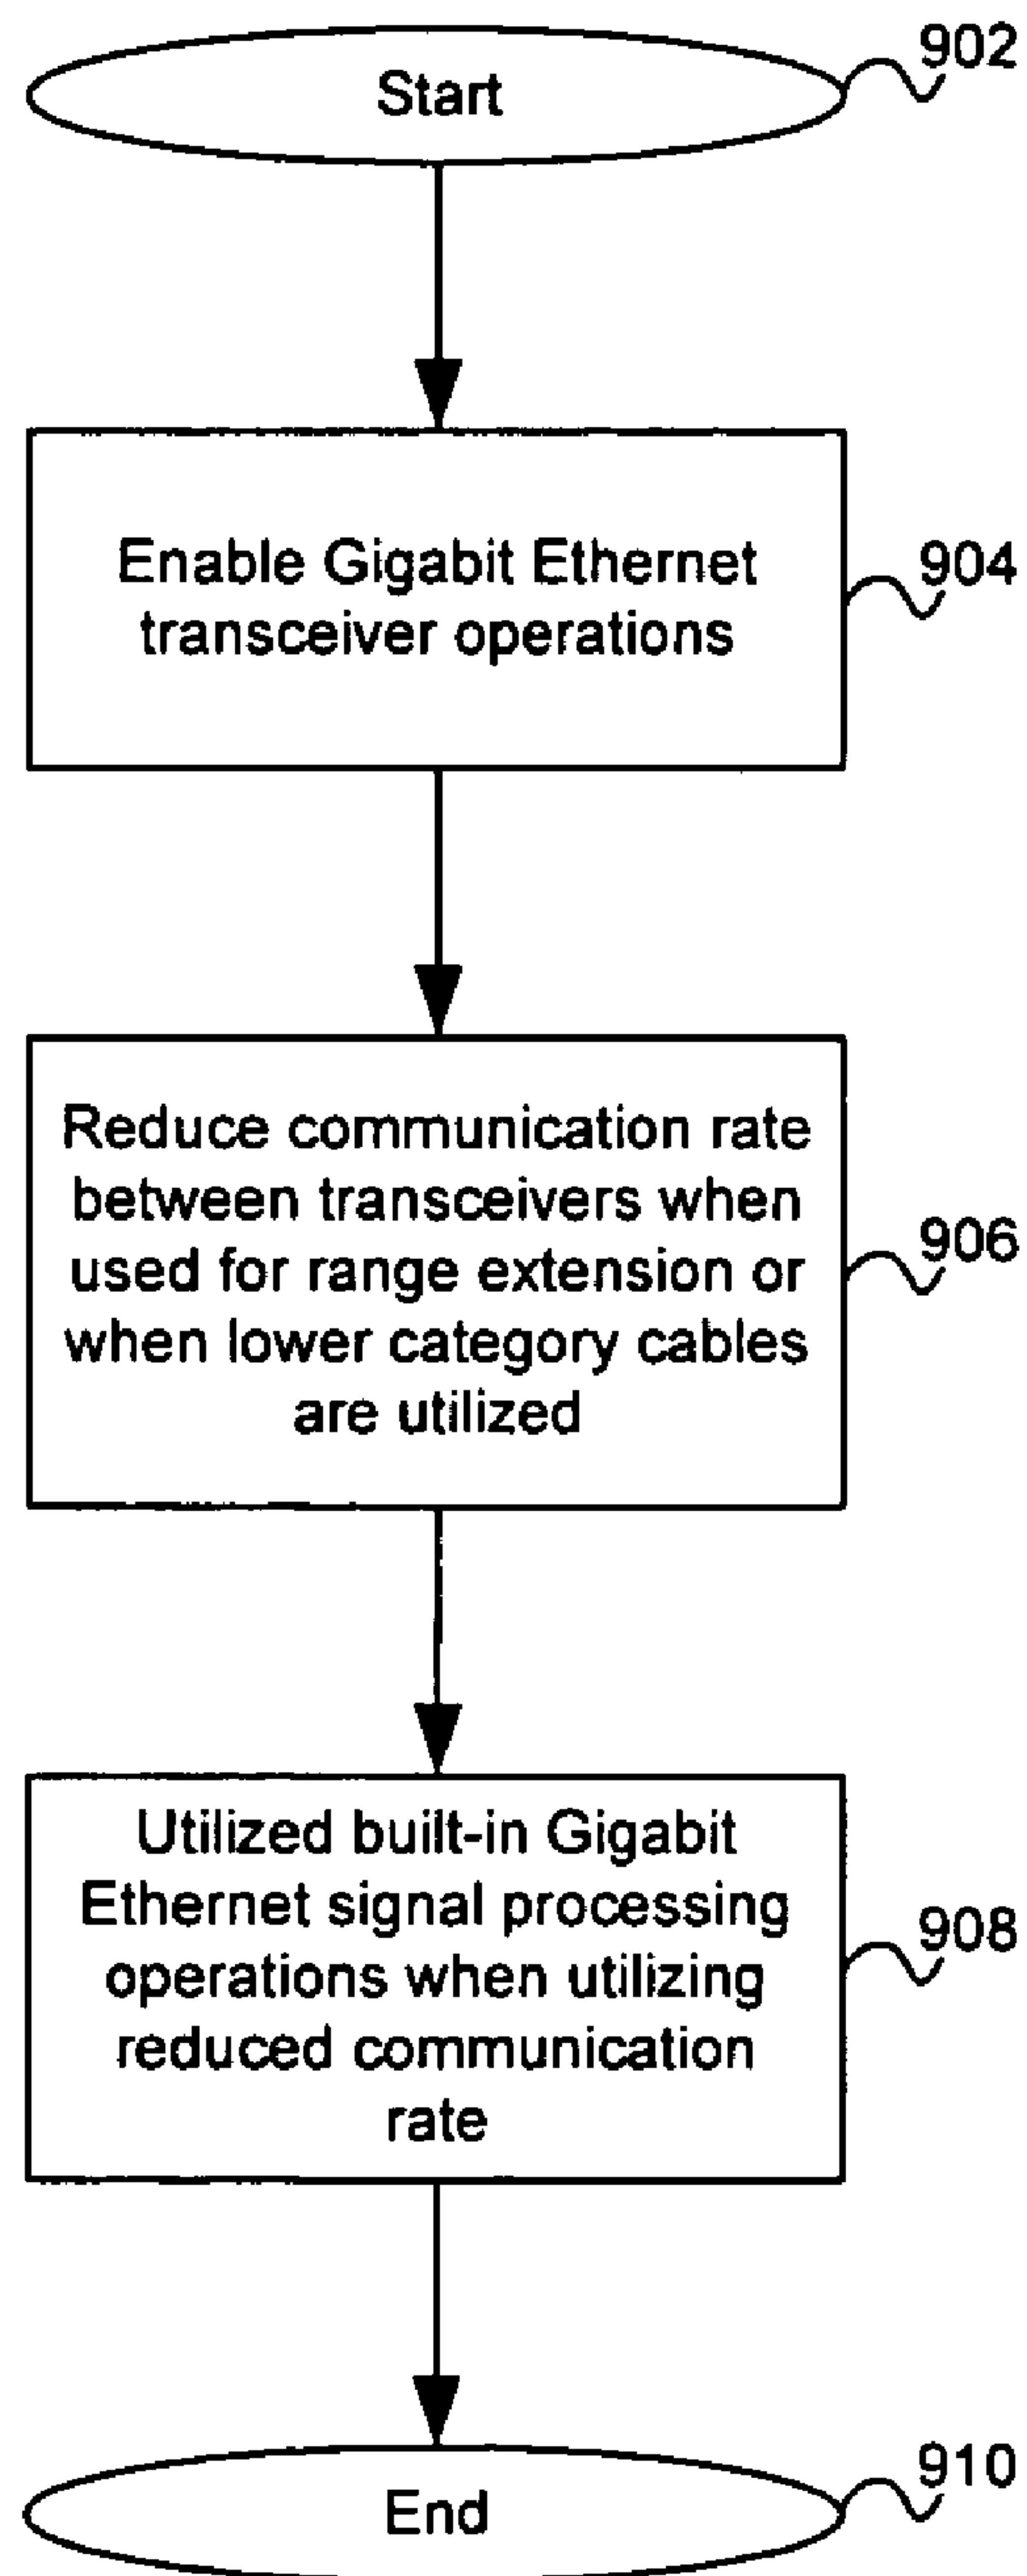 Start
902
Enable Gigabit Ethernet
transceiver operations
904
Reduce communication rate
between transceivers when
used for range extension or
when lower category cables
are utilized
906
Utilized built-in Gigabit
Ethernet signal processing
operations when utilizing
reduced communication
rate
908
End
910